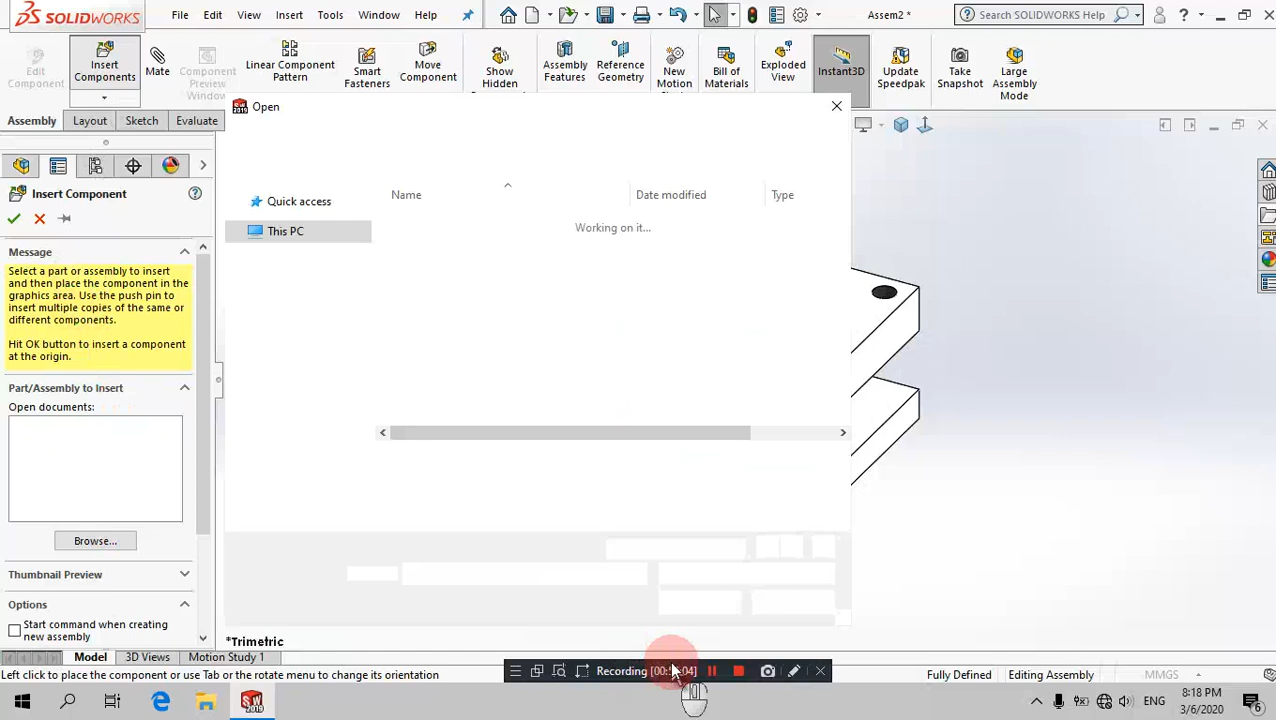 SOLIDWORKS File Edit View Insert Tools Window Help Assem2 * Search SOLIDWORKS Help
Edit Component
Insert Components
Mate
Component Preview Window
Linear Component Pattern
Smart Fasteners
Move Component
Show Hidden
Assembly Features
Reference Geometry
New Motion
Bill of Materials
Exploded View
Instant3D
Update Speedpak
Take Snapshot
Large Assembly Mode
Assembly Layout Sketch Evaluate
SW 2019 Open
Name Date modified Type
Quick access
This PC
Working on it...
Insert Component
Message
Select a part or assembly to insert
and then place the component in the
graphics area. Use the push pin to
insert multiple copies of the same or
different components.
Hit OK button to insert a component
at the origin.
Part/Assembly to Insert
Open documents:
Browse...
Thumbnail Preview
Options
Start command when creating
new assembly
*Trimetric
Model 3D Views Motion Study 1
Left click to place the component or use Tab or the rotate menu to change its orientation
Fully Defined Editing Assembly MMGS
ENG 8:18 PM
3/6/2020
6